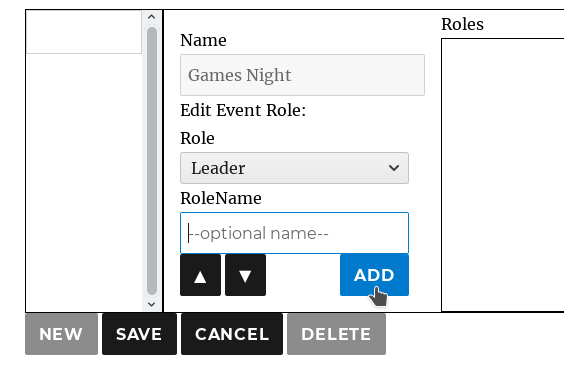 Roles
Name
Games Night
Edit Event Role:
Role
Leader
RoleName
--optional name--
▲ ▼ ADD
NEW SAVE CANCEL DELETE